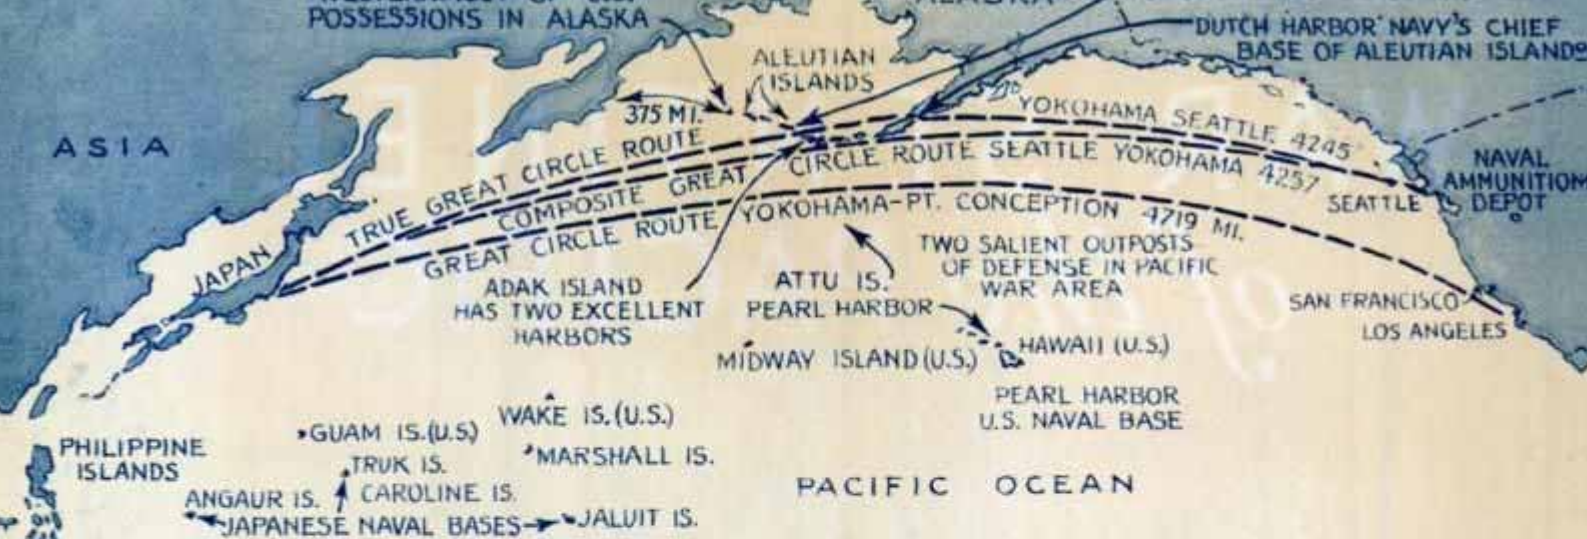 POSSESSIONS IN ALASKA
ALASKA
DUTCH HARBOR NAVY'S CHIEF
BASE OF ALEUTIAN ISLANDS
ALEUTIAN
ISLANDS
375 MI.
ASIA
TRUE GREAT CIRCLE ROUTE
YOKOHAMA SEATTLE 4245
COMPOSITE GREAT CIRCLE ROUTE SEATTLE YOKOHAMA 4257
GREAT CIRCLE ROUTE YOKOHAMA-PT. CONCEPTION 4719 MI.
NAVAL
AMMUNITION
DEPOT
SEATTLE
JAPAN
ADAK ISLAND
HAS TWO EXCELLENT
HARBORS
ATTU IS.
PEARL HARBOR
TWO SALIENT OUTPOSTS
OF DEFENSE IN PACIFIC
WAR AREA
SAN FRANCISCO
LOS ANGELES
MIDWAY ISLAND (U.S.)
HAWAII (U.S.)
PEARL HARBOR
U.S. NAVAL BASE
WAKE IS. (U.S.)
GUAM IS. (U.S.)
MARSHALL IS.
PHILIPPINE
ISLANDS
TRUK IS.
CAROLINE IS.
ANGAUR IS.
PACIFIC OCEAN
JAPANESE NAVAL BASES
JALUIT IS.